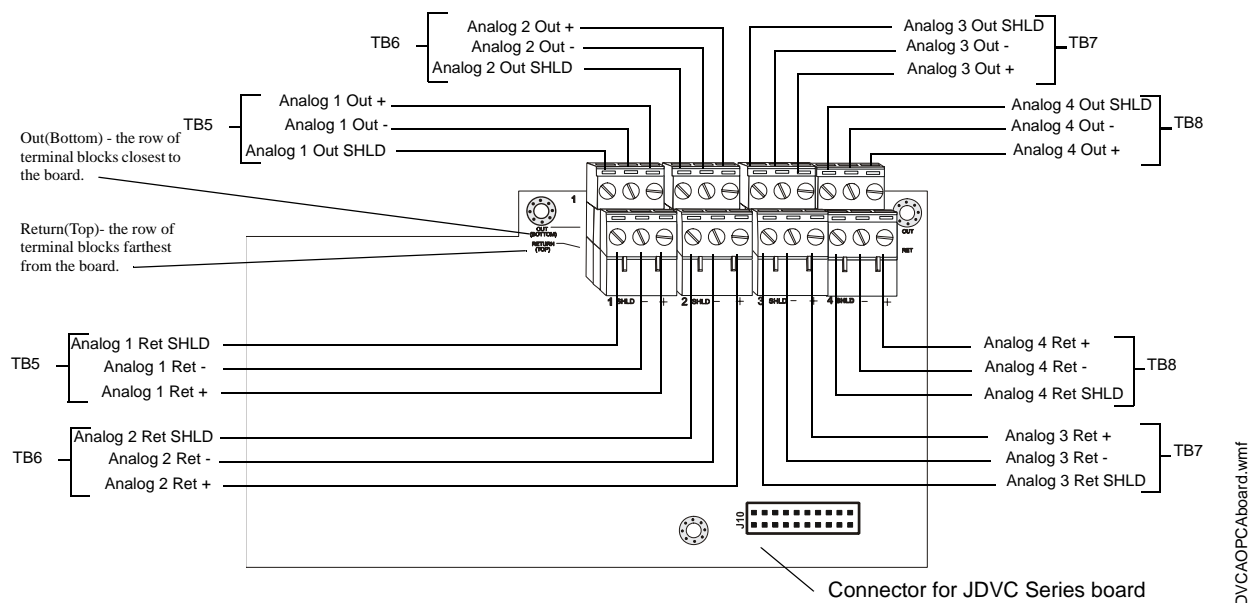 TB6
Analog 2 Out +
Analog 2 Out -
Analog 2 Out SHLD
Analog 3 Out SHLD
Analog 3 Out -
Analog 3 Out +
TB7
TB5
Analog 1 Out +
Analog 1 Out -
Analog 1 Out SHLD
Analog 4 Out SHLD
Analog 4 Out -
Analog 4 Out +
TB8
Out(Bottom) - the row of
terminal blocks closest to
the board.
Return(Top)- the row of
terminal blocks farthest
from the board.
1
OUT
(BOTTOM)
RETURN
(TOP)
OUT
RET
1 SHLD - +
2 SHLD - +
3 SHLD - +
4 SHLD - +
TB5
Analog 1 Ret SHLD
Analog 1 Ret -
Analog 1 Ret +
Analog 4 Ret +
Analog 4 Ret -
Analog 4 Ret SHLD
TB8
TB6
Analog 2 Ret SHLD
Analog 2 Ret -
Analog 2 Ret +
Analog 3 Ret +
Analog 3 Ret -
Analog 3 Ret SHLD
TB7
J10
Connector for JDVC Series board
DVCAOPCAboard.wmf